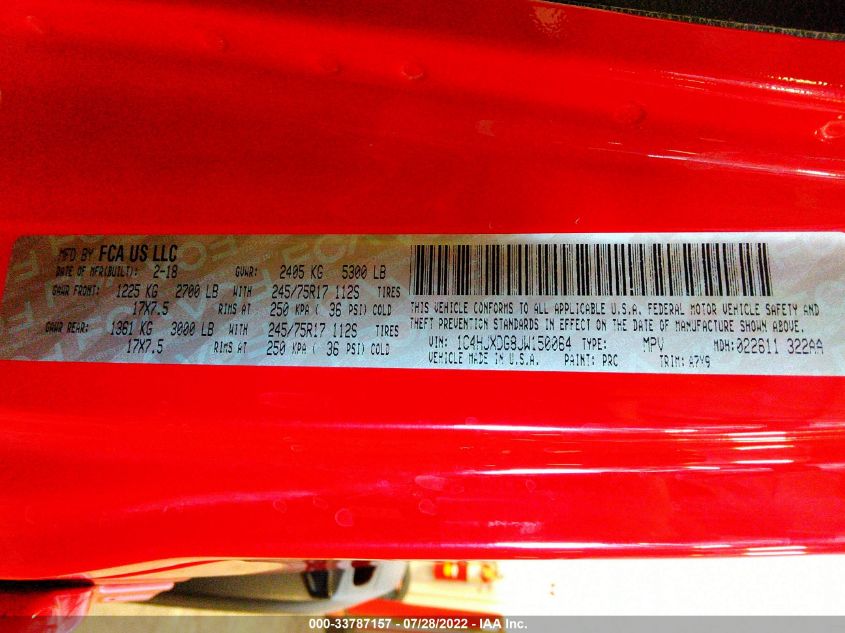 MFD BY FCA US LLC
DATE OF MFR(BUILT): 2-18 GVWR: 2405 KG 5300 LB
GAWR FRONT: 1225 KG 2700 LB WITH 245/75R17 112S TIRES
17X7.5 RIMS AT 250 KPA ( 36 PSI) COLD
GAWR REAR: 1361 KG 3000 LB WITH 245/75R17 112S TIRES
17X7.5 RIMS AT 250 KPA ( 36 PSI) COLD
THIS VEHICLE CONFORMS TO ALL APPLICABLE U.S.A. FEDERAL MOTOR VEHICLE SAFETY AND
THEFT PREVENTION STANDARDS IN EFFECT ON THE DATE OF MANUFACTURE SHOWN ABOVE.
VIN: 1C4HJXDG8JW150064 TYPE: MPV MDH: 022611 322AA
VEHICLE MADE IN U.S.A. PAINT: PRC TRIM: A7Y9
000-33787157 - 07/28/2022 - IAA Inc.